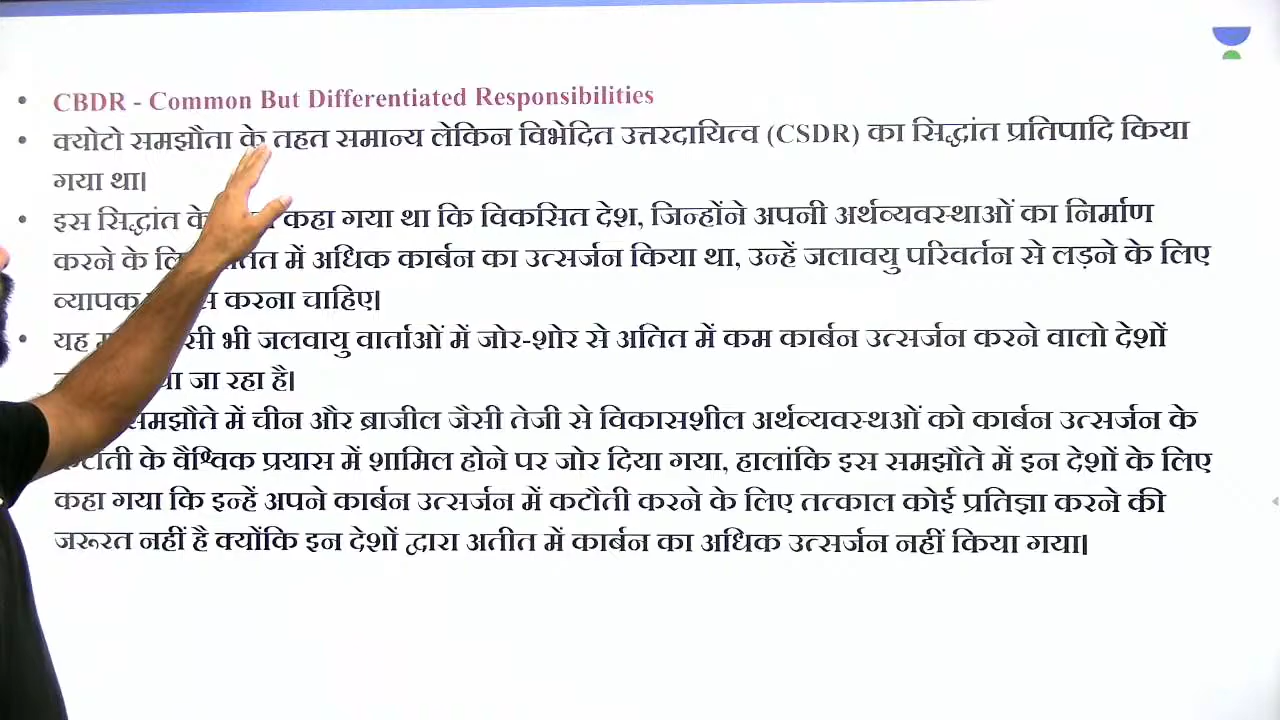 CBDR - Common But Differentiated Responsibilities
क्योटो समझौता के तहत समान्य लेकिन विभेदित उत्तरदायित्व (CSDR) का सिद्धांत प्रतिपादि किया
गया था।
इस सिद्धांत के कहा गया था कि विकसित देश, जिन्होंने अपनी अर्थव्यवस्थाओं का निर्माण
करने के में अधिक कार्बन का उत्सर्जन किया था, उन्हें जलावयु परिवर्तन से लड़ने के लिए
व्यापक करना चाहिए।
यह भी जलवायु वार्ताओं में जोर-शोर से अतित में कम कार्बन उत्सर्जन करने वालो देशों
जा रहा है।
में चीन और ब्राजील जैसी तेजी से विकासशील अर्थव्यवस्थओं को कार्बन उत्सर्जन के
के वैश्विक प्रयास में शामिल होने पर जोर दिया गया, हालांकि इस समझौते में इन देशों के लिए
कहा गया कि इन्हें अपने कार्बन उत्सर्जन में कटौती करने के लिए तत्काल कोई प्रतिज्ञा करने की
जरूरत नहीं है क्योंकि इन देशों द्वारा अतीत में कार्बन का अधिक उत्सर्जन नहीं किया गया।